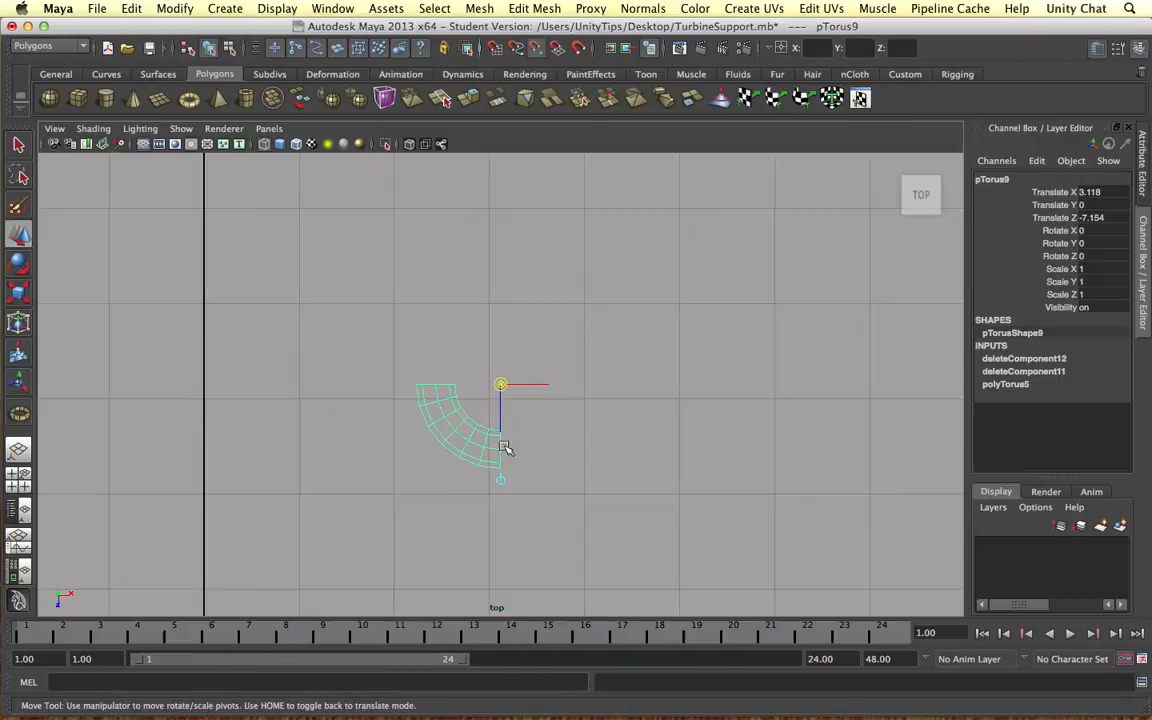 Maya File Edit Modify Create Display Window Assets Select Mesh Edit Mesh Proxy Normals Color Create UVs Edit UVs Muscle Pipeline Cache Help Unity Chat
Autodesk Maya 2013 x64 - Student Version: /Users/UnityTips/Desktop/TurbineSupport.mb* --- pTorus9
Polygons X: Y: Z:
General Curves Surfaces Polygons Subdivs Deformation Animation Dynamics Rendering PaintEffects Toon Muscle Fluids Fur Hair nCloth Custom Rigging
View Shading Lighting Show Renderer Panels
Channel Box / Layer Editor
Channels Edit Object Show
pTorus9
Translate X 3.118
Translate Y 0
Translate Z -7.154
Rotate X 0
Rotate Y 0
Rotate Z 0
Scale X 1
Scale Y 1
Scale Z 1
Visibility on
SHAPES
pTorusShape9
INPUTS
deleteComponent12
deleteComponent11
polyTorus5
Attribute Editor
Channel Box / Layer Editor
TOP
Display Render Anim
Layers Options Help
top
x
z
1 2 3 4 5 6 7 8 9 10 11 12 13 14 15 16 17 18 19 20 21 22 23 24 1.00
1.00 1.00 1 24 24.00 48.00 No Anim Layer No Character Set
MEL
Move Tool: Use manipulator to move rotate/scale pivots. Use HOME to toggle back to translate mode.